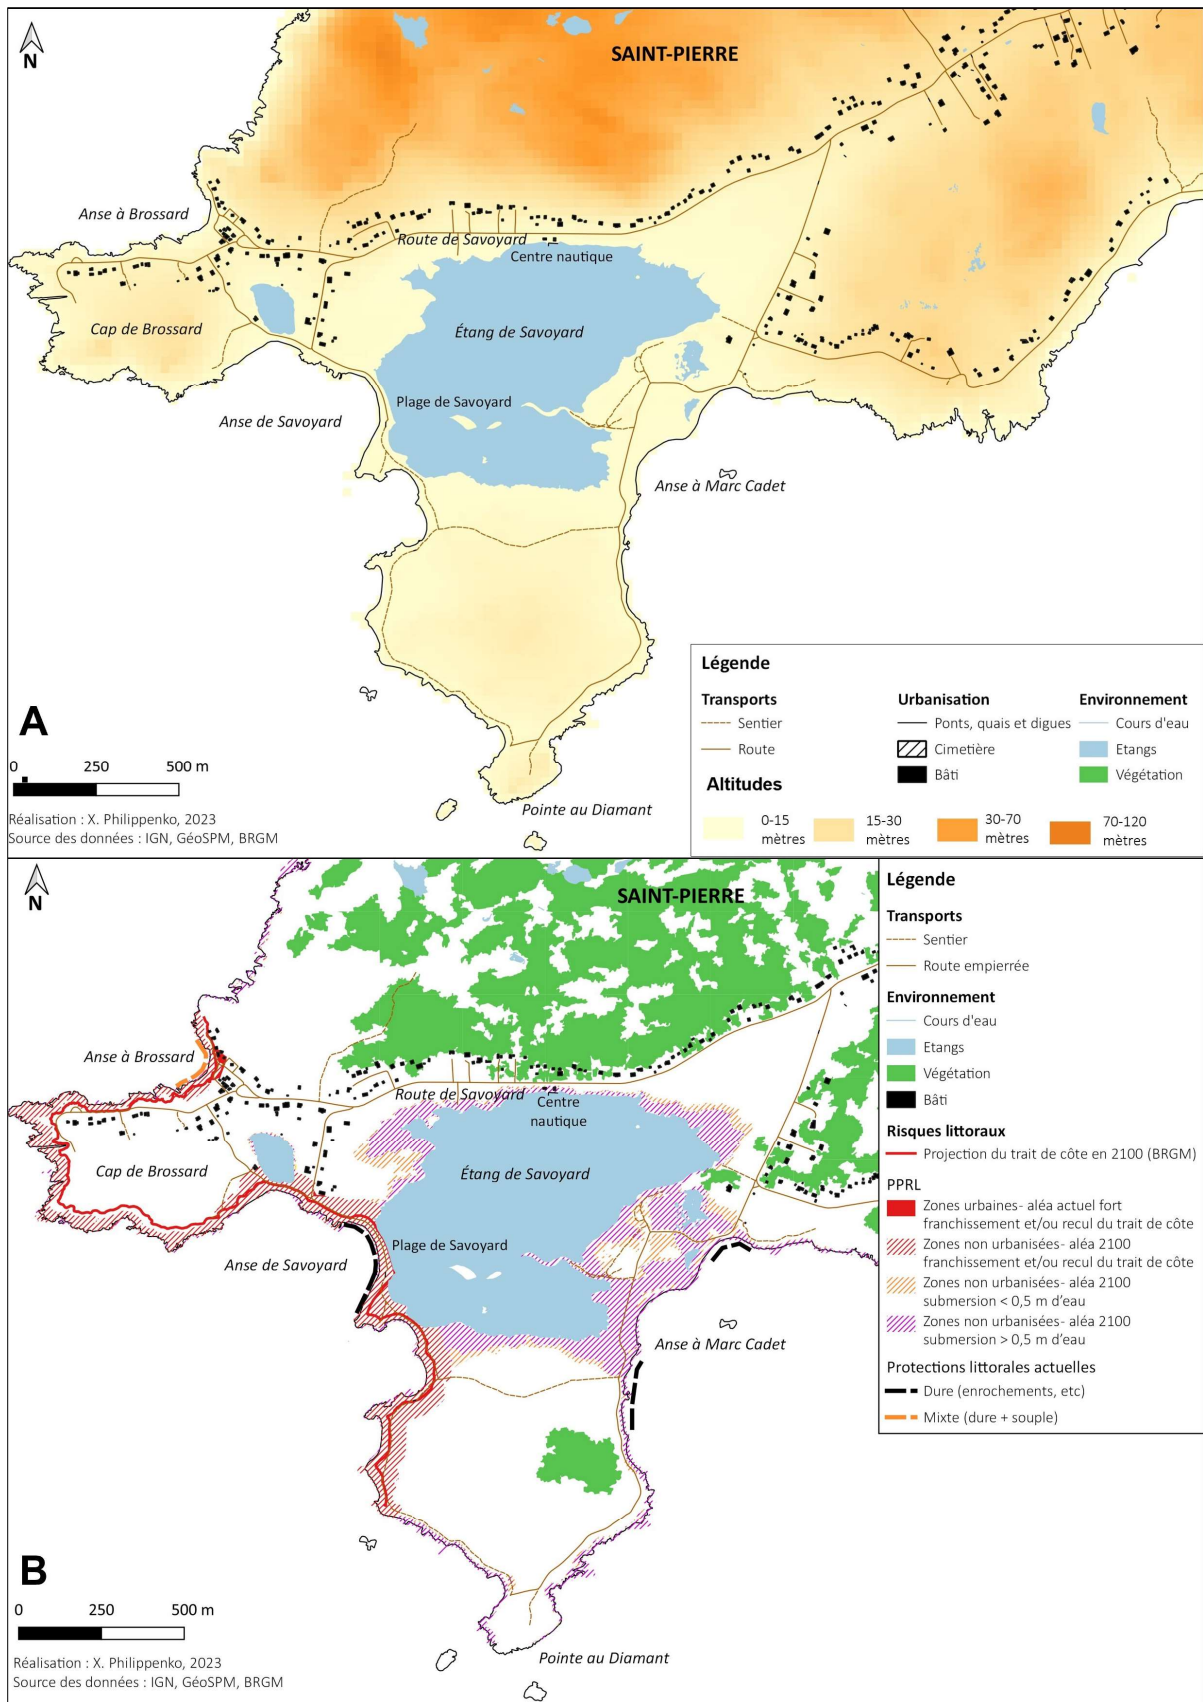 N
SAINT-PIERRE
Anse à Brossard
Route de Savoyard
Centre nautique
Cap de Brossard
Étang de Savoyard
Plage de Savoyard
Anse de Savoyard
Anse à Marc Cadet
Pointe au Diamant
A
0 250 500 m
Réalisation : X. Philippenko, 2023
Source des données : IGN, GéoSPM, BRGM
Légende
Transports
Sentier
Route
Urbanisation
Ponts, quais et digues
Cimetière
Bâti
Environnement
Cours d'eau
Etangs
Végétation
Altitudes
0-15
mètres
15-30
mètres
30-70
mètres
70-120
mètres
N
SAINT-PIERRE
Anse à Brossard
Route de Savoyard
Centre
nautique
Cap de Brossard
Étang de Savoyard
Plage de Savoyard
Anse de Savoyard
Anse à Marc Cadet
Pointe au Diamant
B
0 250 500 m
Réalisation : X. Philippenko, 2023
Source des données : IGN, GéoSPM, BRGM
Légende
Transports
Sentier
Route empierrée
Environnement
Cours d'eau
Etangs
Végétation
Bâti
Risques littoraux
Projection du trait de côte en 2100 (BRGM)
PPRL
Zones urbaines- aléa actuel fort
franchissement et/ou recul du trait de côte
Zones non urbanisées- aléa 2100
franchissement et/ou recul du trait de côte
Zones non urbanisées- aléa 2100
submersion < 0,5 m d'eau
Zones non urbanisées- aléa 2100
submersion > 0,5 m d'eau
Protections littorales actuelles
Dure (enrochements, etc)
Mixte (dure + souple)